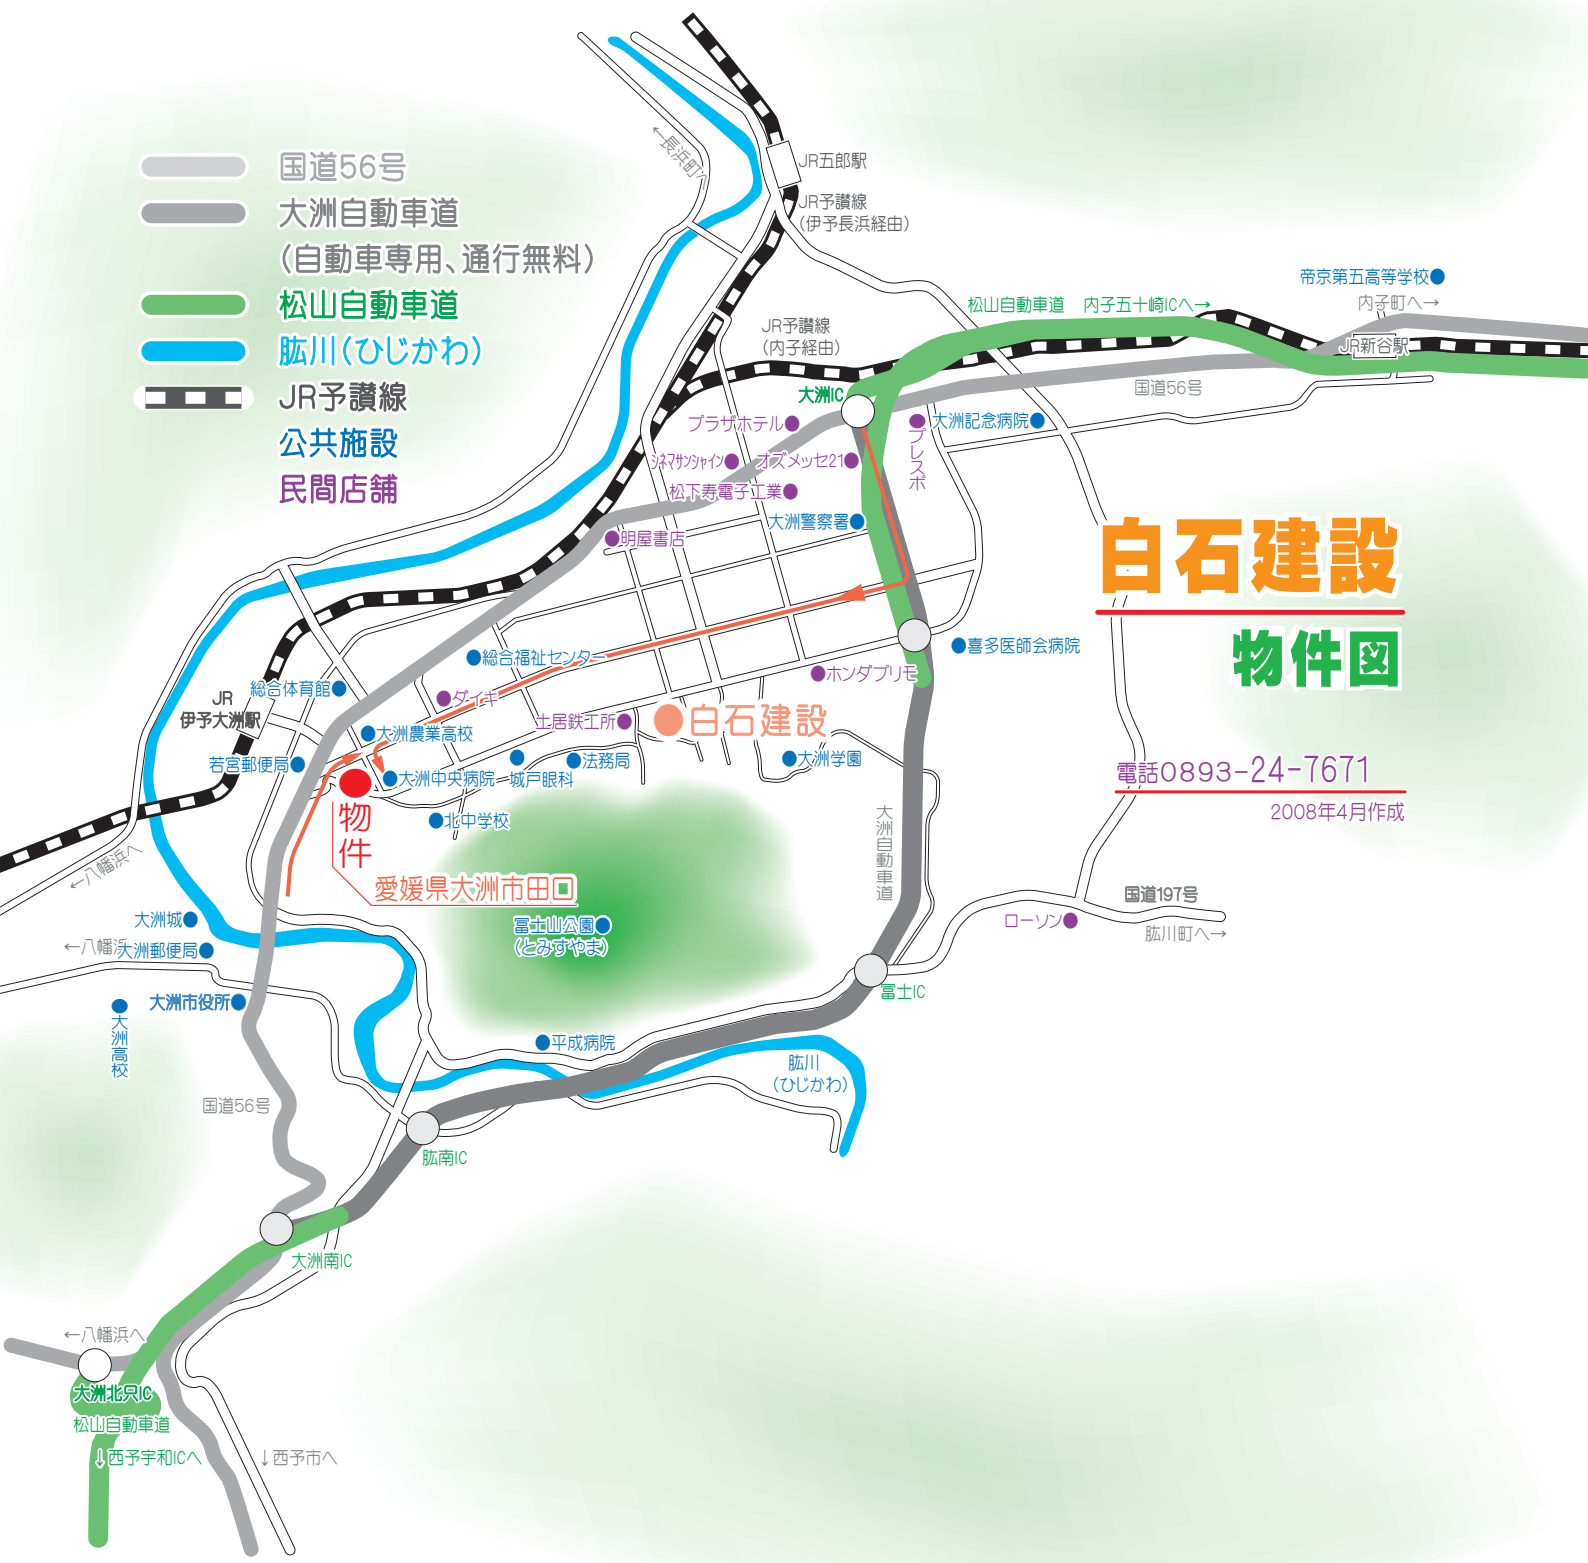 国道56号
大洲自動車道
（自動車専用、通行無料）
松山自動車道
肱川（ひじかわ）
JR予讃線
公共施設
民間店舗
←長浜町へ
JR五郎駅
JR予讃線
（伊予長浜経由）
JR予讃線
（内子経由）
松山自動車道　内子五十崎ICへ→
帝京第五高等学校
内子町へ→
JR新谷駅
国道56号
大洲IC
プラザホテル
プレスポ
大洲記念病院
シネマサンシャイン
オズメッセ21
松下寿電子工業
大洲警察署
明屋書店
白石建設
物件図
電話0893-24-7671
2008年4月作成
総合福祉センター
喜多医師会病院
ホンダプリモ
総合体育館
ダイキ
JR
伊予大洲駅
土居鉄工所
白石建設
大洲農業高校
若宮郵便局
大洲中央病院
城戸眼科
法務局
大洲学園
物件
北中学校
大洲自動車道
←八幡浜へ
愛媛県大洲市田口
冨士山公園
（とみすやま）
国道197号
ローソン
肱川町へ→
大洲城
←八幡浜
大洲郵便局
大洲市役所
大洲高校
冨士IC
平成病院
肱川
（ひじかわ）
国道56号
肱南IC
大洲南IC
←八幡浜へ
大洲北只IC
松山自動車道
↓西予宇和ICへ
↓西予市へ